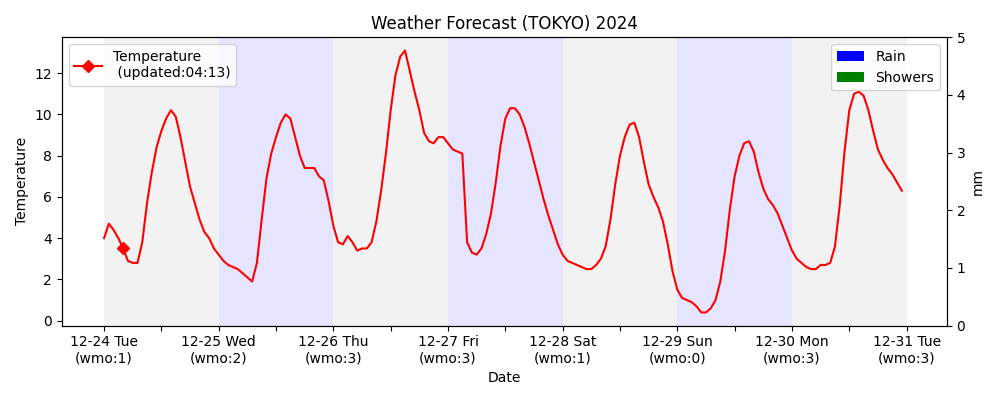 Weather Forecast (TOKYO) 2024
Temperature
(updated:04:13)
Rain
Showers
Temperature
12
10
8
6
4
2
0
5
4
3
2
1
0
mm
12-24 Tue
(wmo:1)
12-25 Wed
(wmo:2)
12-26 Thu
(wmo:3)
12-27 Fri
(wmo:3)
12-28 Sat
(wmo:1)
12-29 Sun
(wmo:0)
12-30 Mon
(wmo:3)
12-31 Tue
(wmo:3)
Date